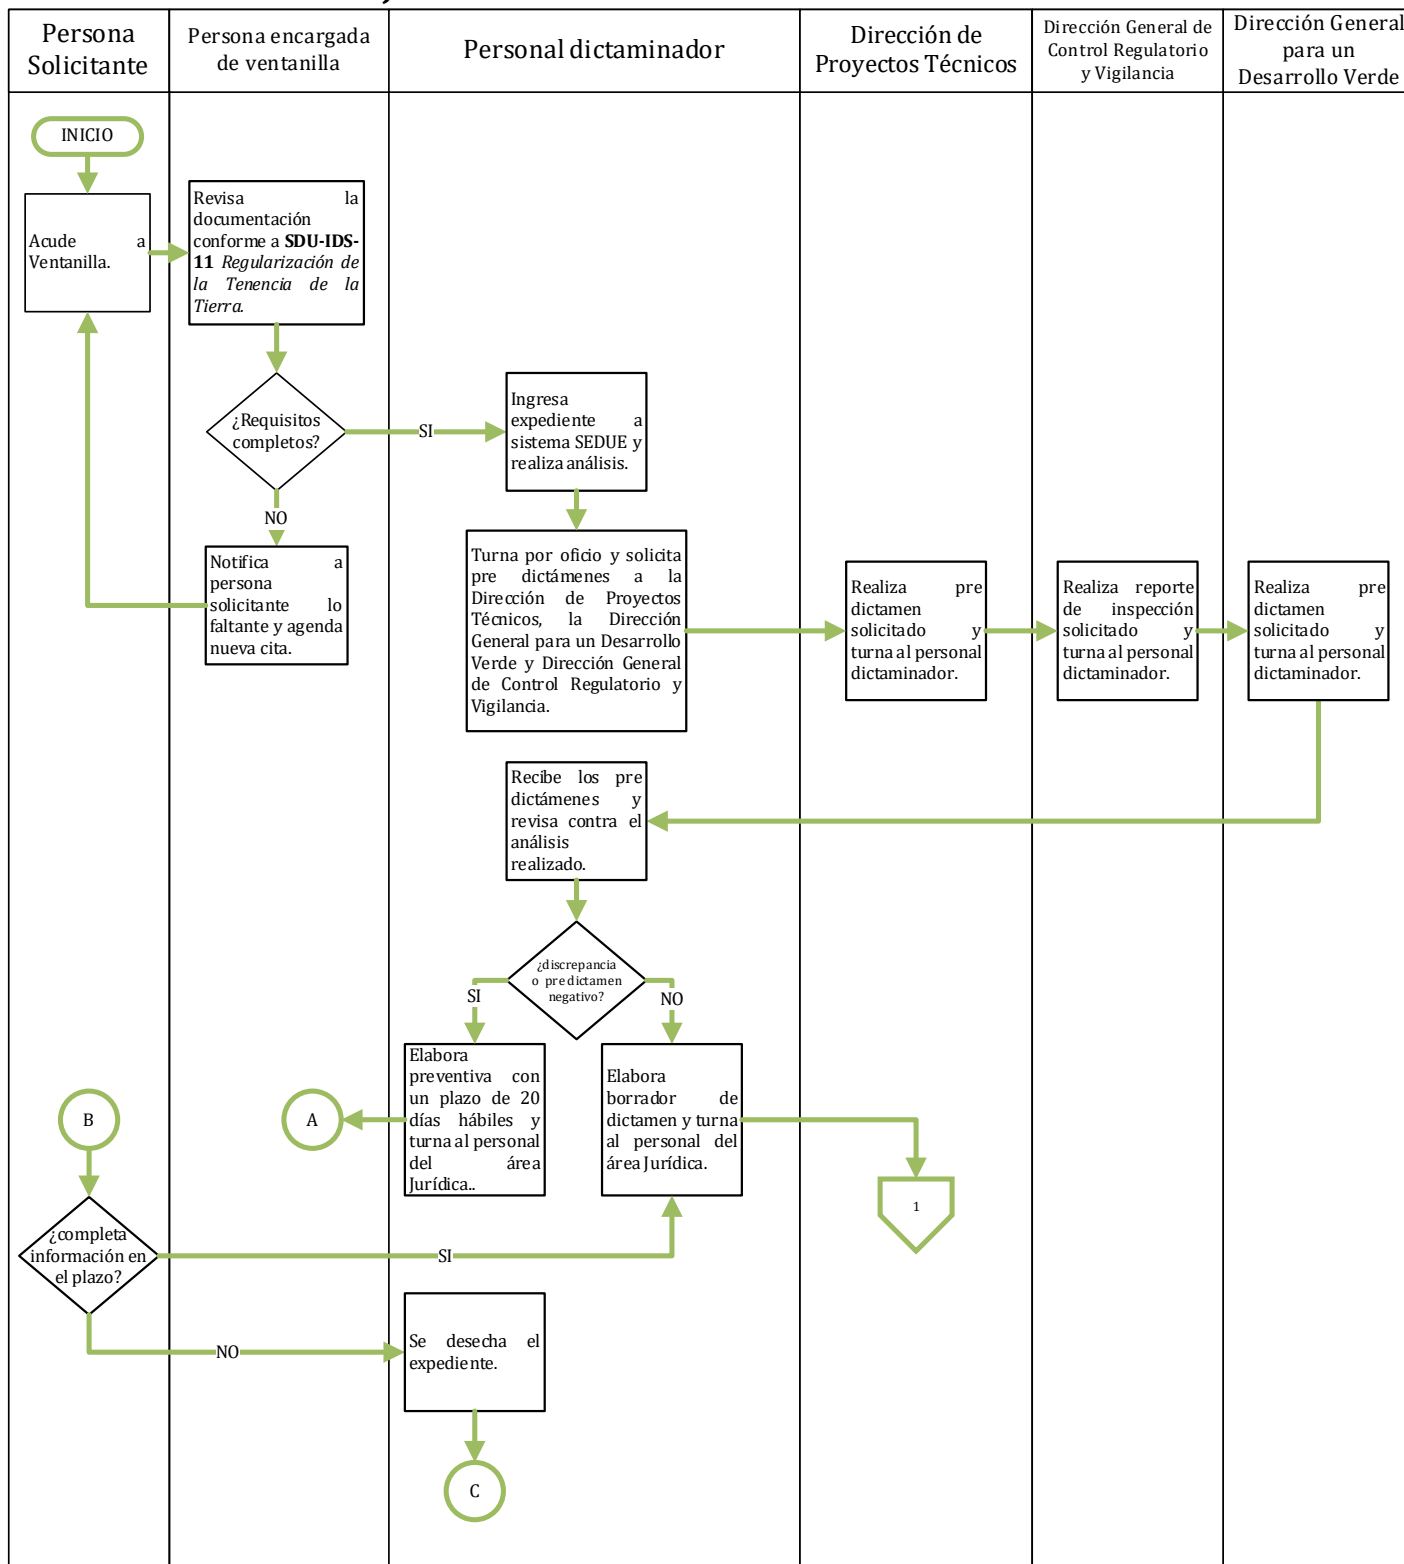 Persona
Solicitante
Persona encargada
de ventanilla
Personal dictaminador
Dirección de
Proyectos Técnicos
Dirección General de
Control Regulatorio
y Vigilancia
Dirección General
para un
Desarrollo Verde
INICIO
Acude a
Ventanilla.
Revisa la
documentación
conforme a SDU-IDS-
11 Regularización de
la Tenencia de la
Tierra.
¿Requisitos
completos?
SI
Ingresa
expediente a
sistema SEDUE y
realiza análisis.
NO
Notifica a
persona
solicitante lo
faltante y agenda
nueva cita.
Turna por oficio y solicita
pre dictámenes a la
Dirección de Proyectos
Técnicos, la Dirección
General para un Desarrollo
Verde y Dirección General
de Control Regulatorio y
Vigilancia.
Realiza pre
dictamen
solicitado y
turna al personal
dictaminador.
Realiza reporte
de inspección
solicitado y
turna al personal
dictaminador.
Realiza pre
dictamen
solicitado y
turna al personal
dictaminador.
Recibe los pre
dictámenes y
revisa contra el
análisis
realizado.
¿discrepancia
o pre dictamen
negativo?
SI
NO
Elabora
preventiva con
un plazo de 20
días hábiles y
turna al personal
del área
Jurídica..
Elabora
borrador de
dictamen y turna
al personal del
área Jurídica.
A
B
1
¿completa
información en
el plazo?
SI
NO
Se desecha el
expediente.
C